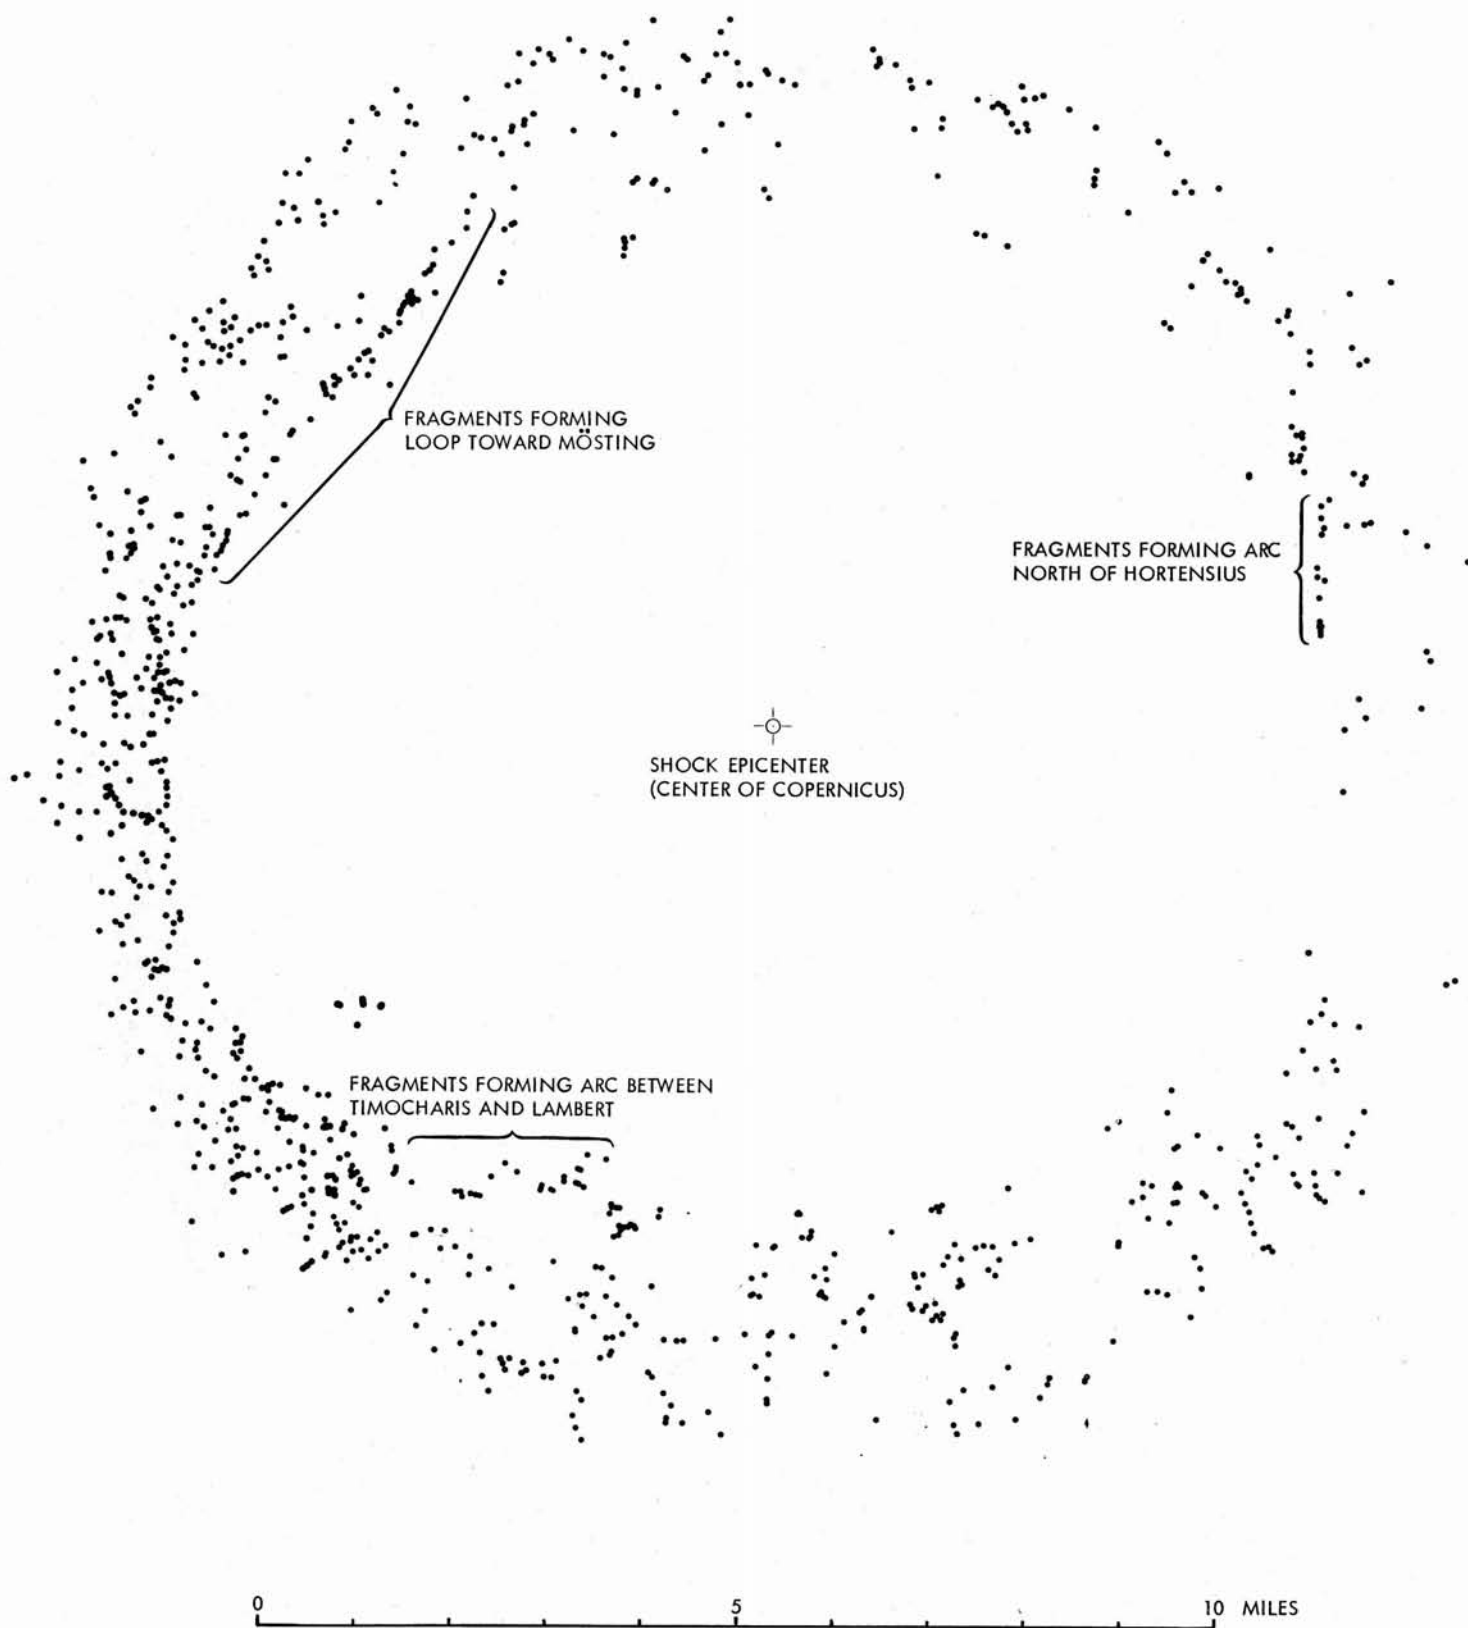 FRAGMENTS FORMING
LOOP TOWARD MÖSTING
FRAGMENTS FORMING ARC
NORTH OF HORTENSIUS
SHOCK EPICENTER
(CENTER OF COPERNICUS)
FRAGMENTS FORMING ARC BETWEEN
TIMOCHARIS AND LAMBERT
0 5 10 MILES